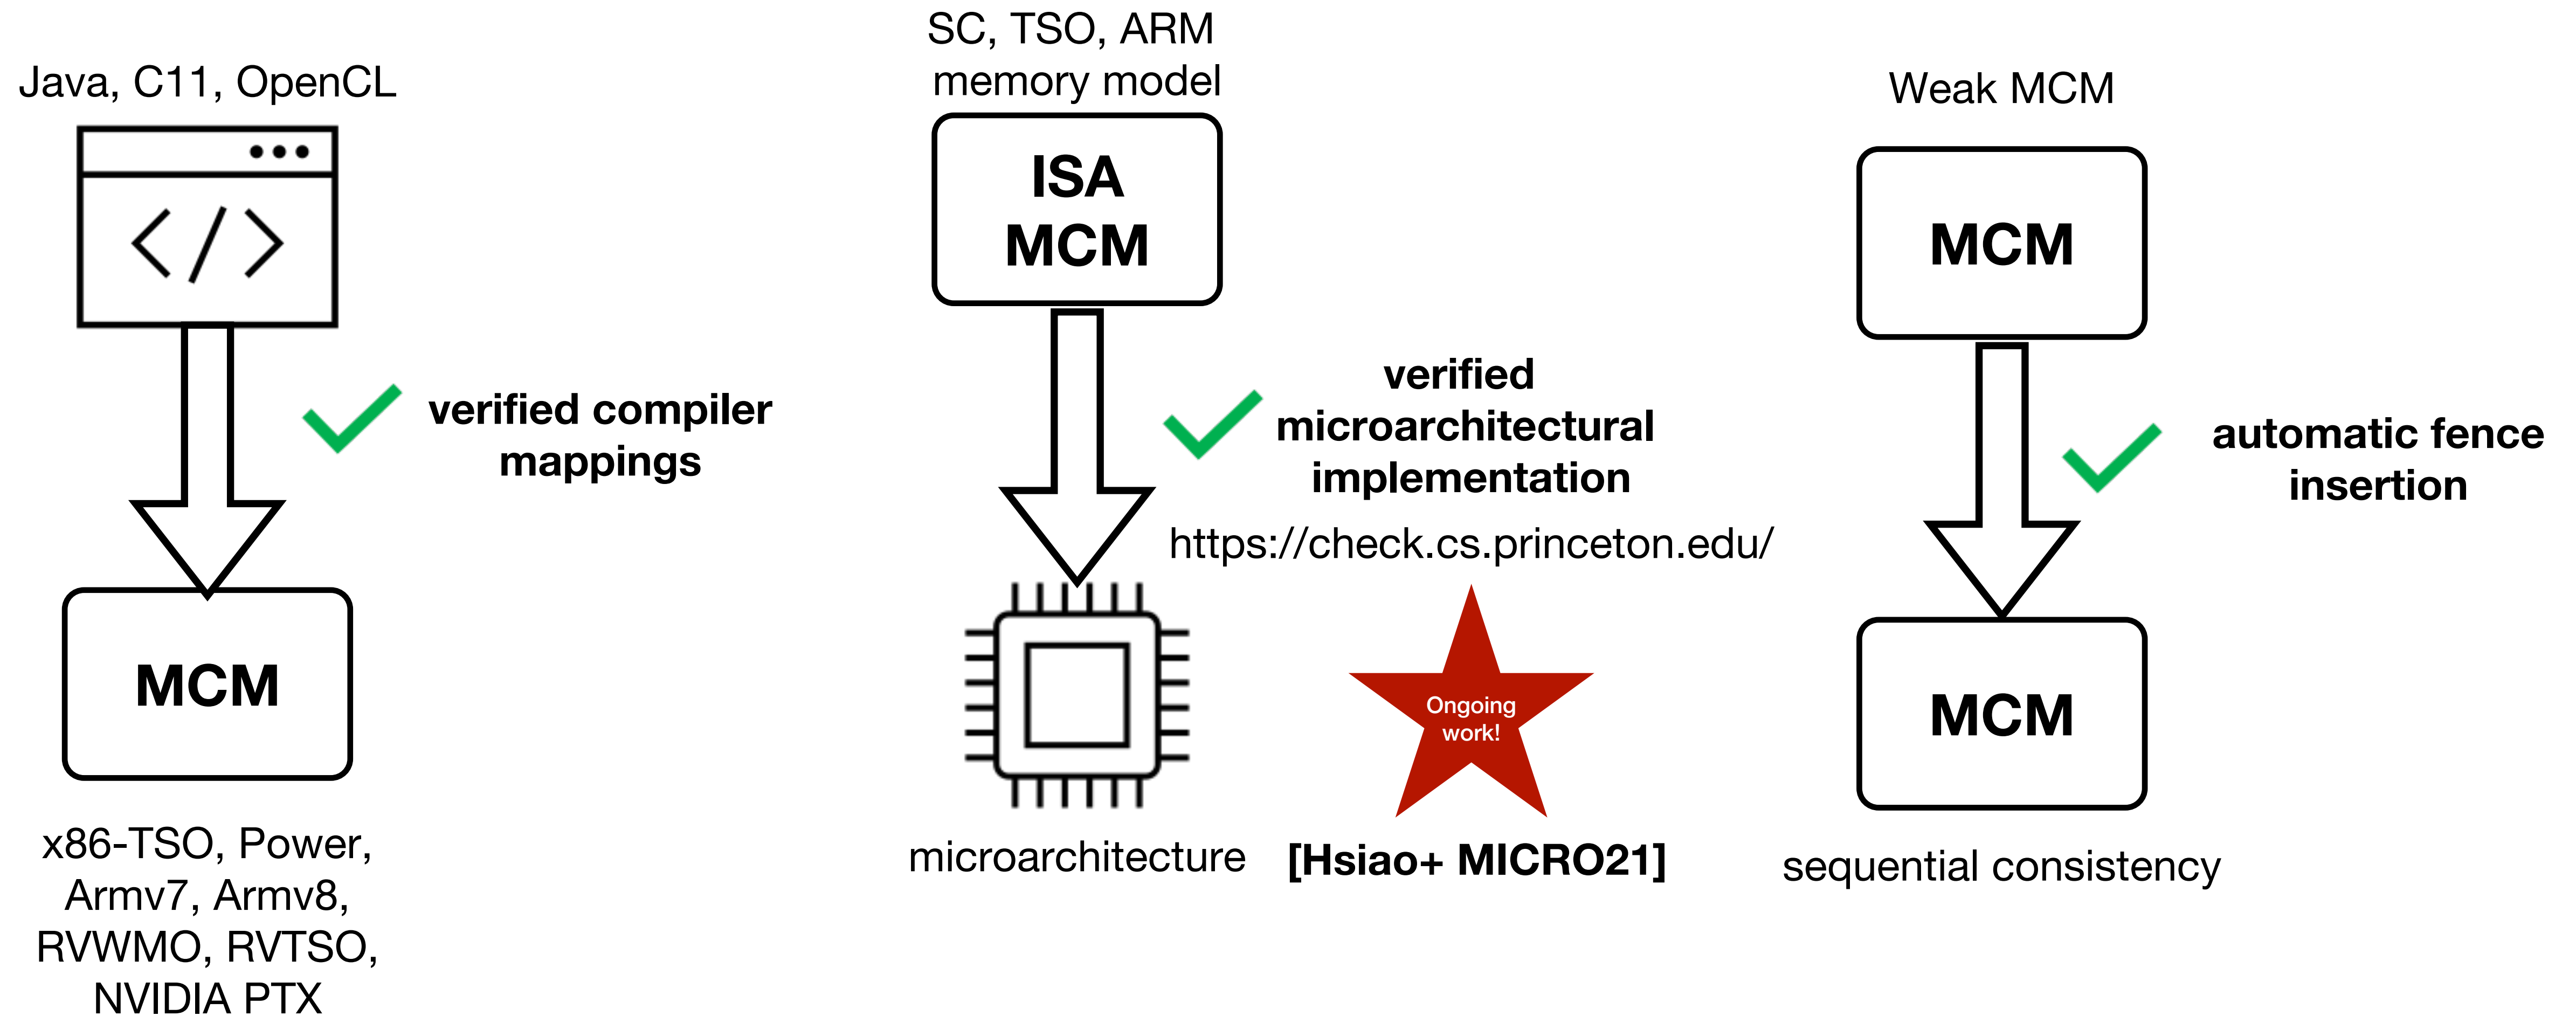 Java, C11, OpenCL
</>
verified compiler
mappings
MCM
x86-TSO, Power,
Armv7, Armv8,
RVWMO, RVTSO,
NVIDIA PTX
SC, TSO, ARM
memory model
ISA
MCM
verified
microarchitectural
implementation
https://check.cs.princeton.edu/
microarchitecture
Ongoing
work!
[Hsiao+ MICRO21]
Weak MCM
MCM
automatic fence
insertion
MCM
sequential consistency